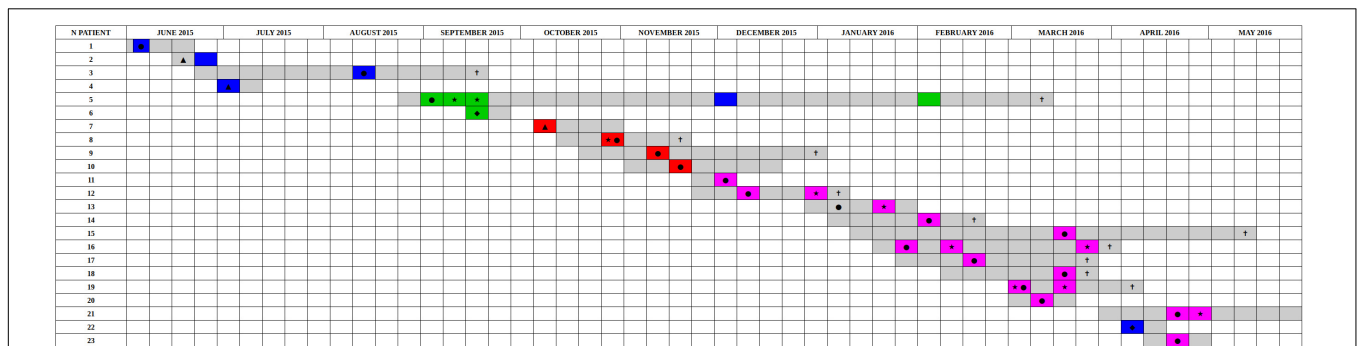 N PATIENT JUNE 2015 JULY 2015 AUGUST 2015 SEPTEMBER 2015 OCTOBER 2015 NOVEMBER 2015 DECEMBER 2015 JANUARY 2016 FEBRUARY 2016 MARCH 2016 APRIL 2016 MAY 2016
1 ●
2 ▲
3 ● †
4 ▲
5 ● ★ ★ †
6 ◆
7 ▲
8 ★ ● †
9 ● †
10 ●
11 ●
12 ● ★ †
13 ● ★
14 ● †
15 ● †
16 ● ★ ★ †
17 ● †
18 ● †
19 ★ ● ★ †
20 ●
21 ● ★
22
23 ●